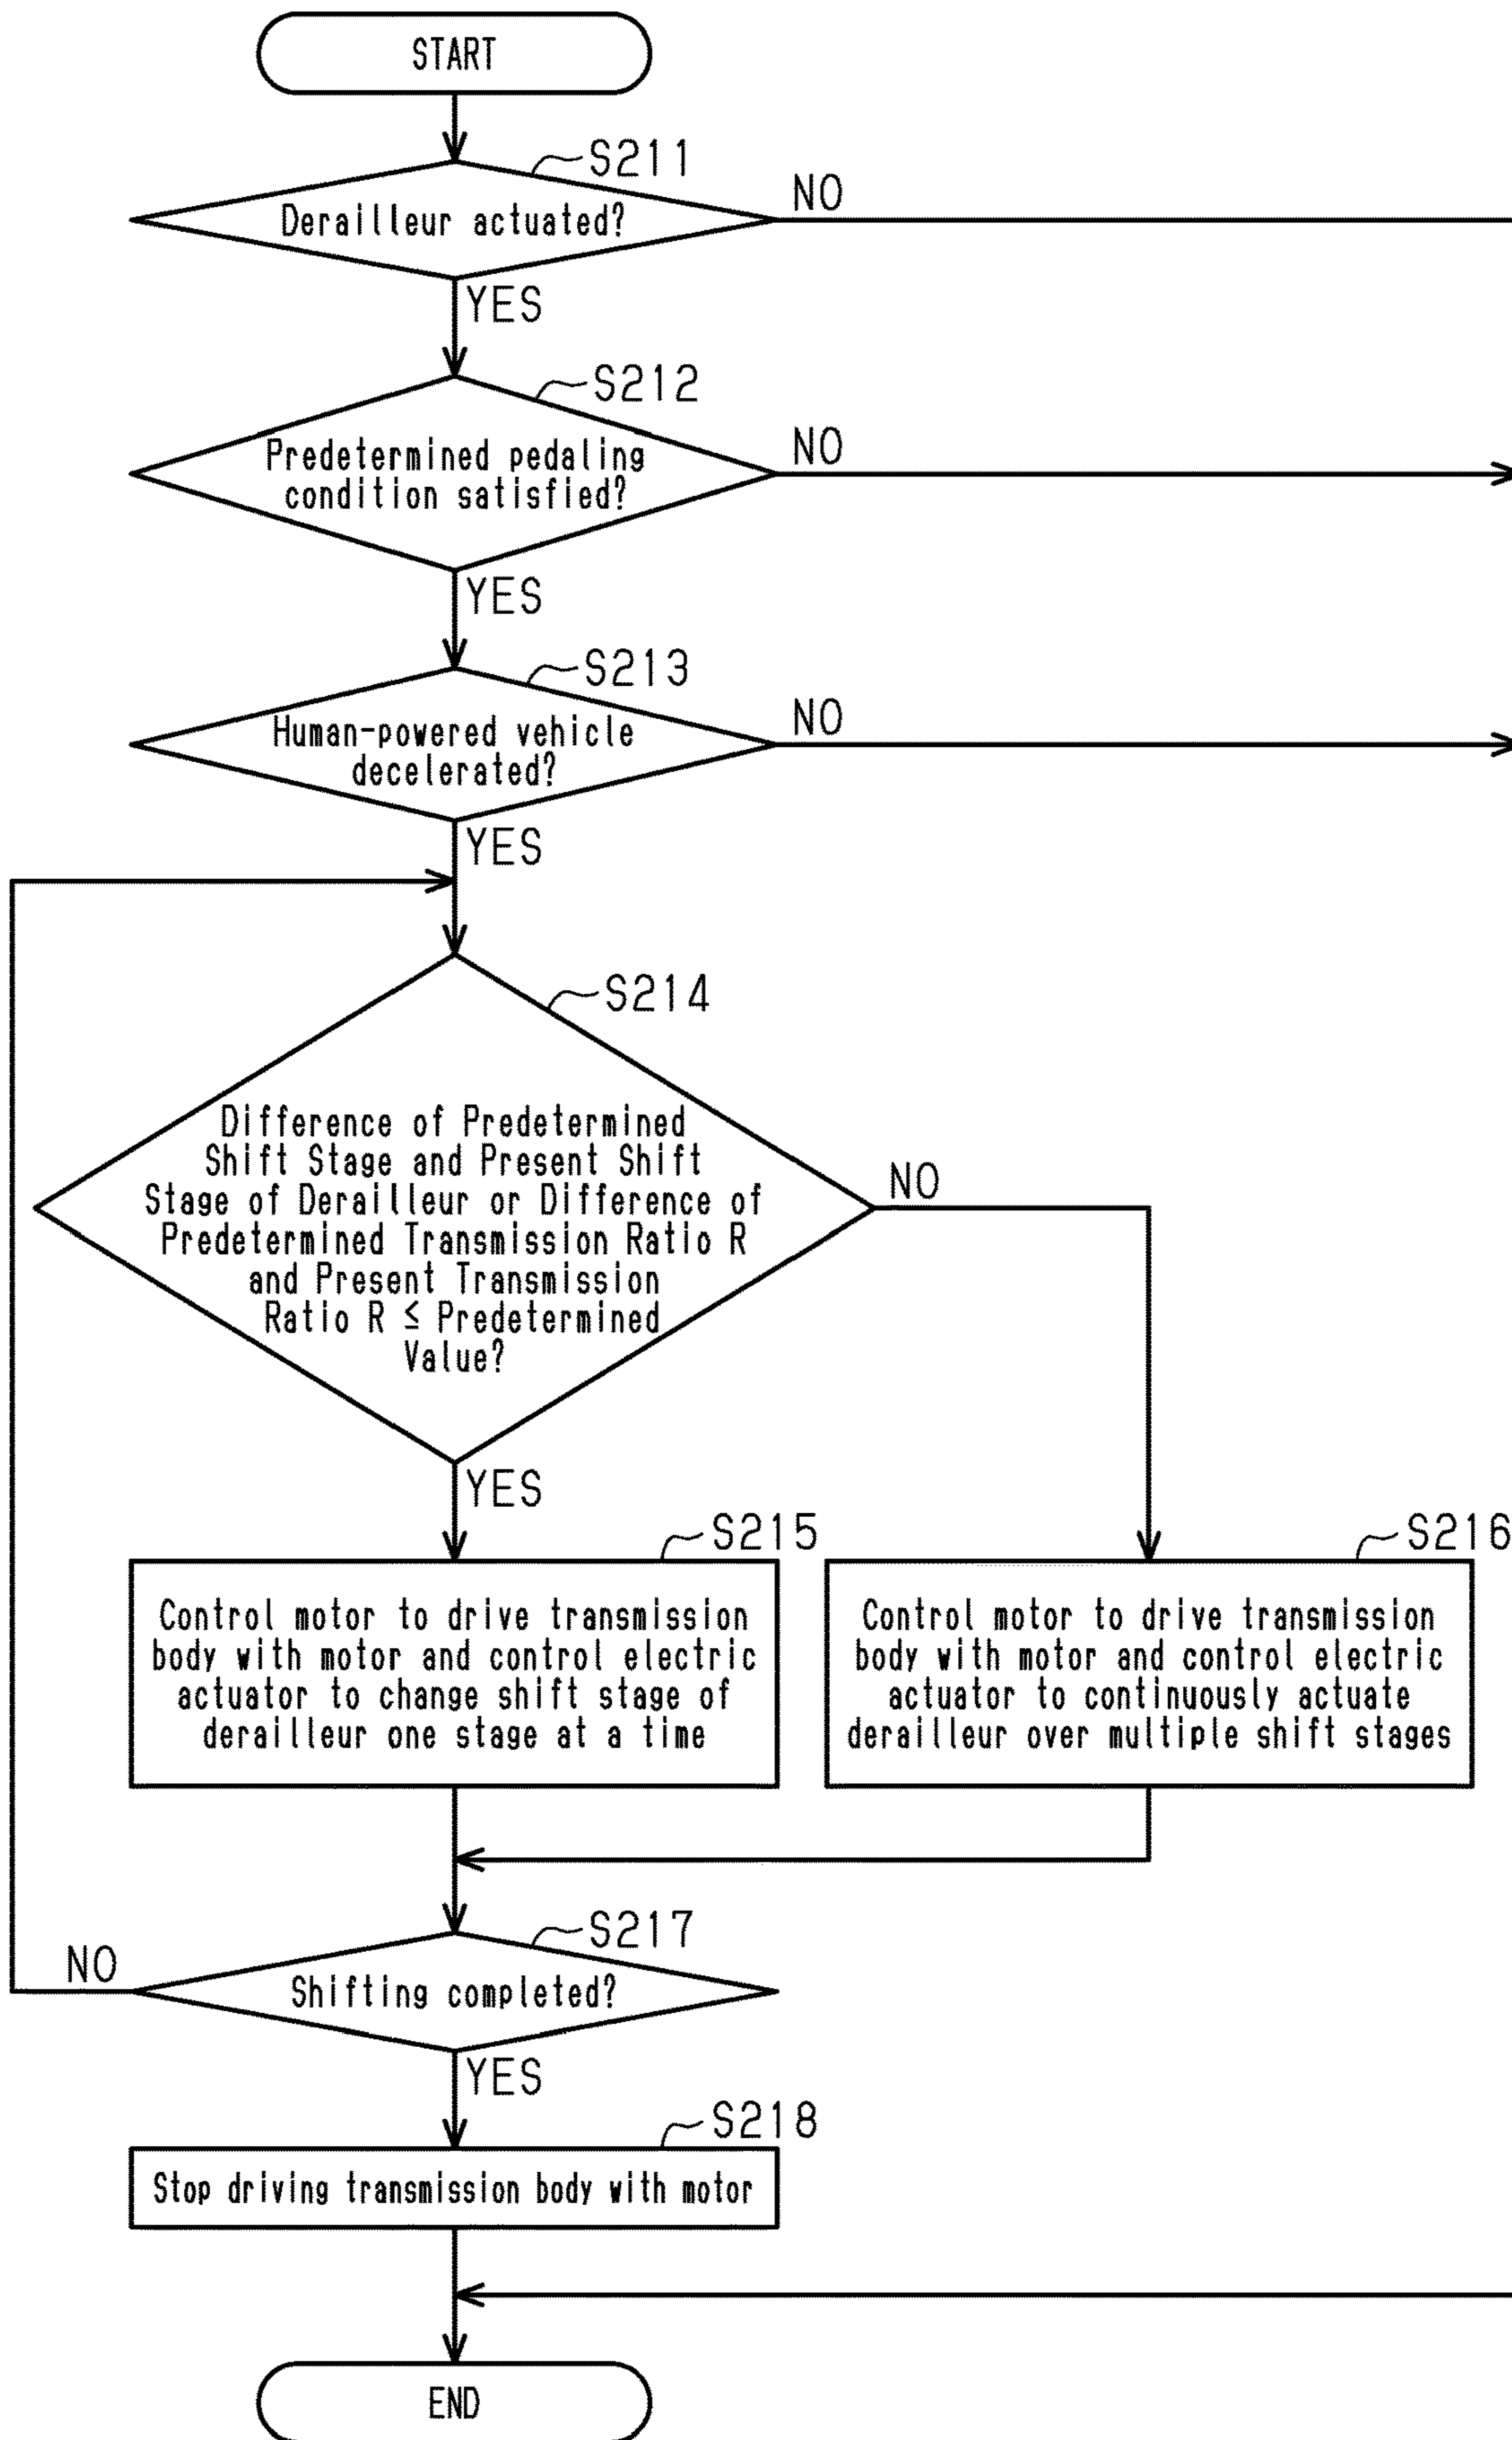 START
S211
Derailleur actuated?
NO
YES
S212
Predetermined pedaling
condition satisfied?
NO
YES
S213
Human-powered vehicle
decelerated?
NO
YES
S214
Difference of Predetermined
Shift Stage and Present Shift
Stage of Derailleur or Difference of
Predetermined Transmission Ratio R
and Present Transmission
Ratio R ≤ Predetermined
Value?
NO
YES
S215
Control motor to drive transmission
body with motor and control electric
actuator to change shift stage of
derailleur one stage at a time
S216
Control motor to drive transmission
body with motor and control electric
actuator to continuously actuate
derailleur over multiple shift stages
S217
Shifting completed?
NO
YES
S218
Stop driving transmission body with motor
END